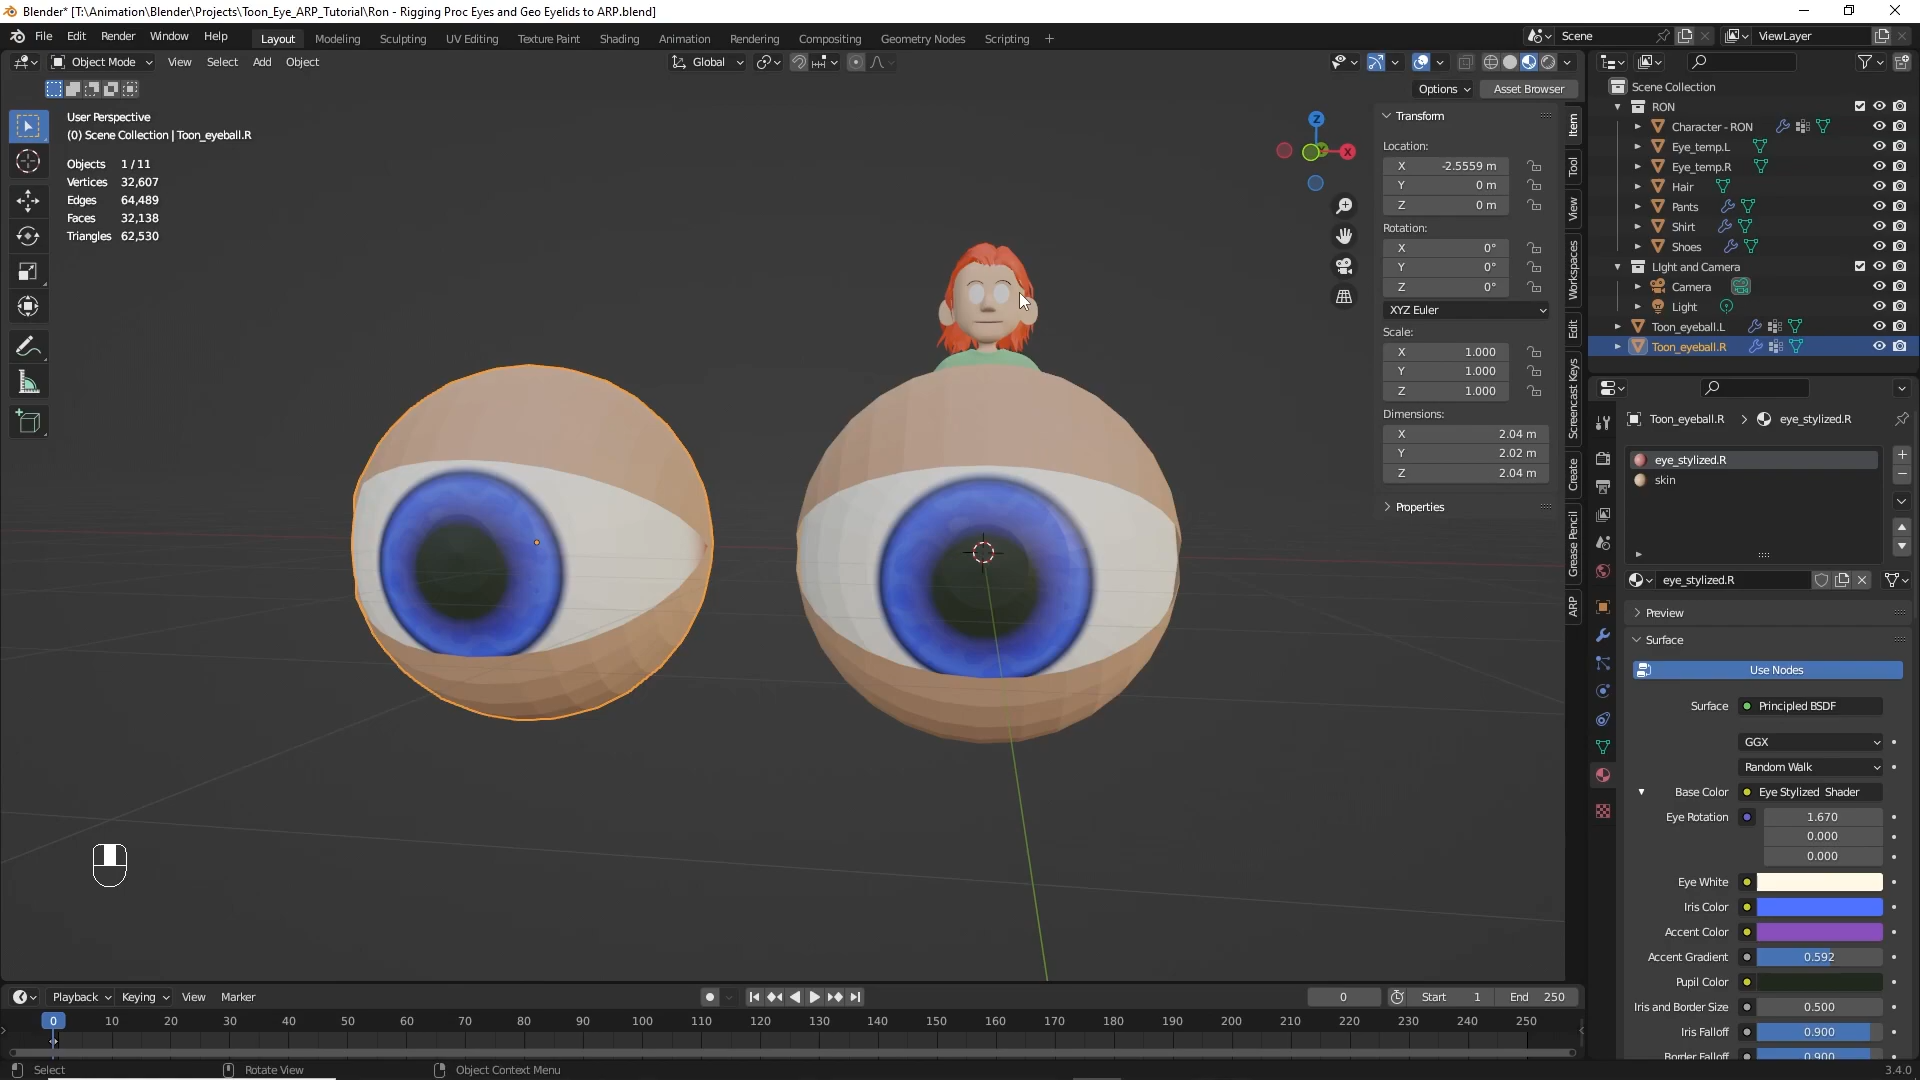 Blender* [T:\Animation\Blender\Projects\Toon_Eye_ARP_Tutorial\Ron - Rigging Proc Eyes and Geo Eyelids to ARP.blend]
File Edit Render Window Help Layout Modeling Sculpting UV Editing Texture Paint Shading Animation Rendering Compositing Geometry Nodes Scripting + Scene ViewLayer
Object Mode View Select Add Object Global
Options Asset Browser
User Perspective
(0) Scene Collection | Toon_eyeball.R
Objects 1 / 11
Vertices 32,607
Edges 64,489
Faces 32,138
Triangles 62,530
Z
X
Transform
Location:
X -2.5559 m
Y 0 m
Z 0 m
Rotation:
X 0°
Y 0°
Z 0°
XYZ Euler
Scale:
X 1.000
Y 1.000
Z 1.000
Dimensions:
X 2.04 m
Y 2.02 m
Z 2.04 m
Properties
Item
Tool
View
Workspaces
Edit
Screencast Keys
Create
Grease Pencil
ARP
Scene Collection
RON
Character - RON
Eye_temp.L
Eye_temp.R
Hair
Pants
Shirt
Shoes
Light and Camera
Camera
Light
Toon_eyeball.L
Toon_eyeball.R
Toon_eyeball.R > eye_stylized.R
eye_stylized.R
skin
eye_stylized.R
Preview
Surface
Use Nodes
Surface Principled BSDF
GGX
Random Walk
Base Color Eye Stylized Shader
Eye Rotation 1.670
0.000
0.000
Eye White
Iris Color
Accent Color
Accent Gradient 0.592
Pupil Color
Iris and Border Size 0.500
Iris Falloff 0.900
Border Falloff 0.900
Playback Keying View Marker 0 Start 1 End 250
0 10 20 30 40 50 60 70 80 90 100 110 120 130 140 150 160 170 180 190 200 210 220 230 240 250
Select Rotate View Object Context Menu 3.4.0